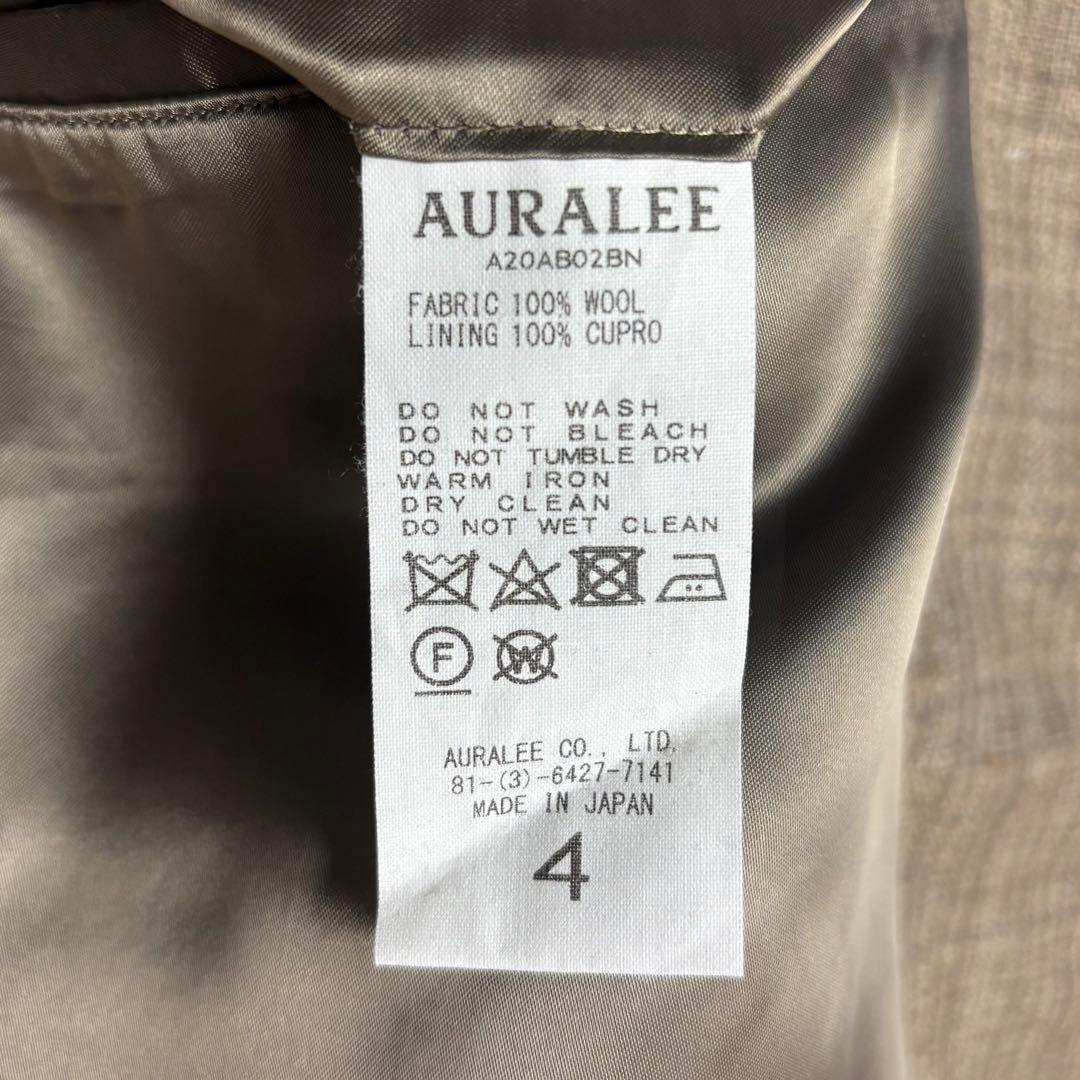 AURALEE
A20AB02BN
FABRIC 100% WOOL
LINING 100% CUPRO
DO NOT WASH
DO NOT BLEACH
DO NOT TUMBLE DRY
WARM IRON
DRY CLEAN
DO NOT WET CLEAN
F W
AURALEE CO., LTD.
81-(3)-6427-7141
MADE IN JAPAN
4